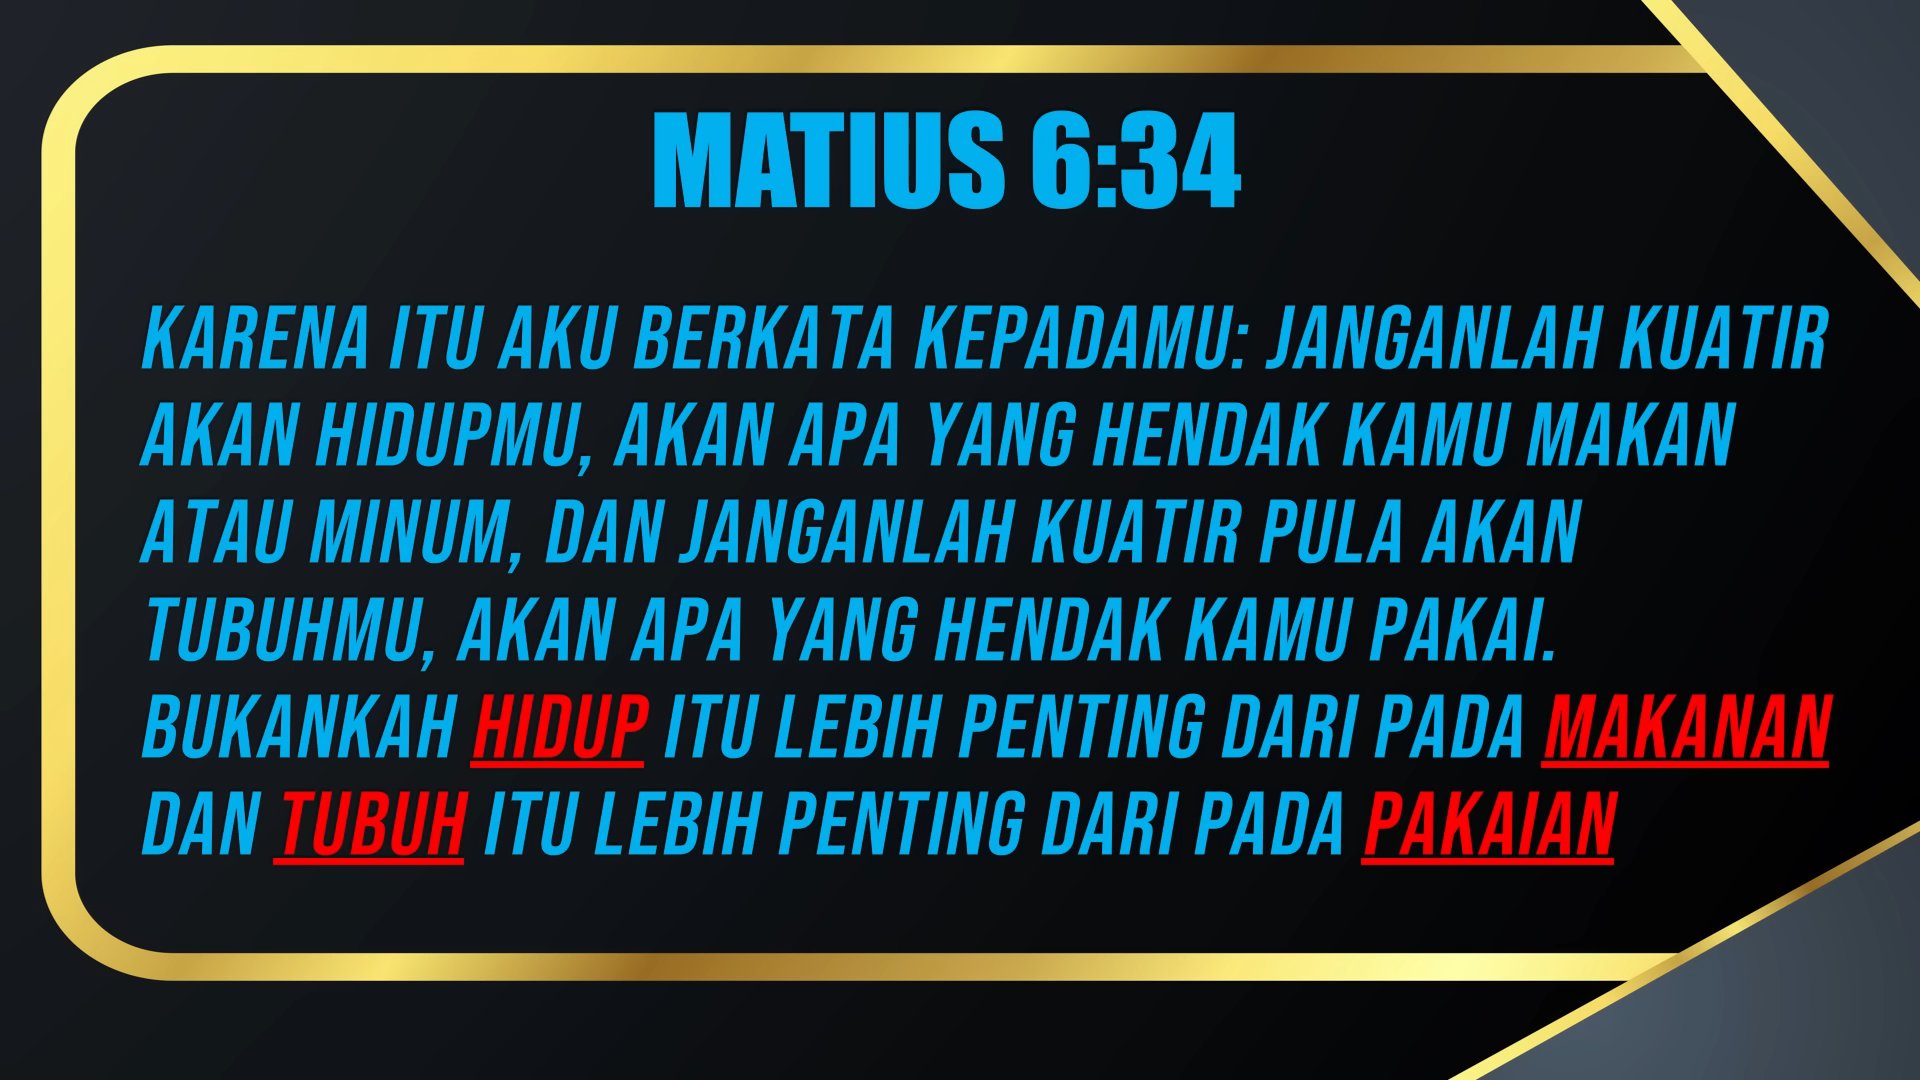 MATIUS 6:34
KARENA ITU AKU BERKATA KEPADAMU: JANGANLAH KUATIR
AKAN HIDUPMU, AKAN APA YANG HENDAK KAMU MAKAN
ATAU MINUM, DAN JANGANLAH KUATIR PULA AKAN
TUBUHMU, AKAN APA YANG HENDAK KAMU PAKAI.
BUKANKAH HIDUP ITU LEBIH PENTING DARI PADA MAKANAN
DAN TUBUH ITU LEBIH PENTING DARI PADA PAKAIAN